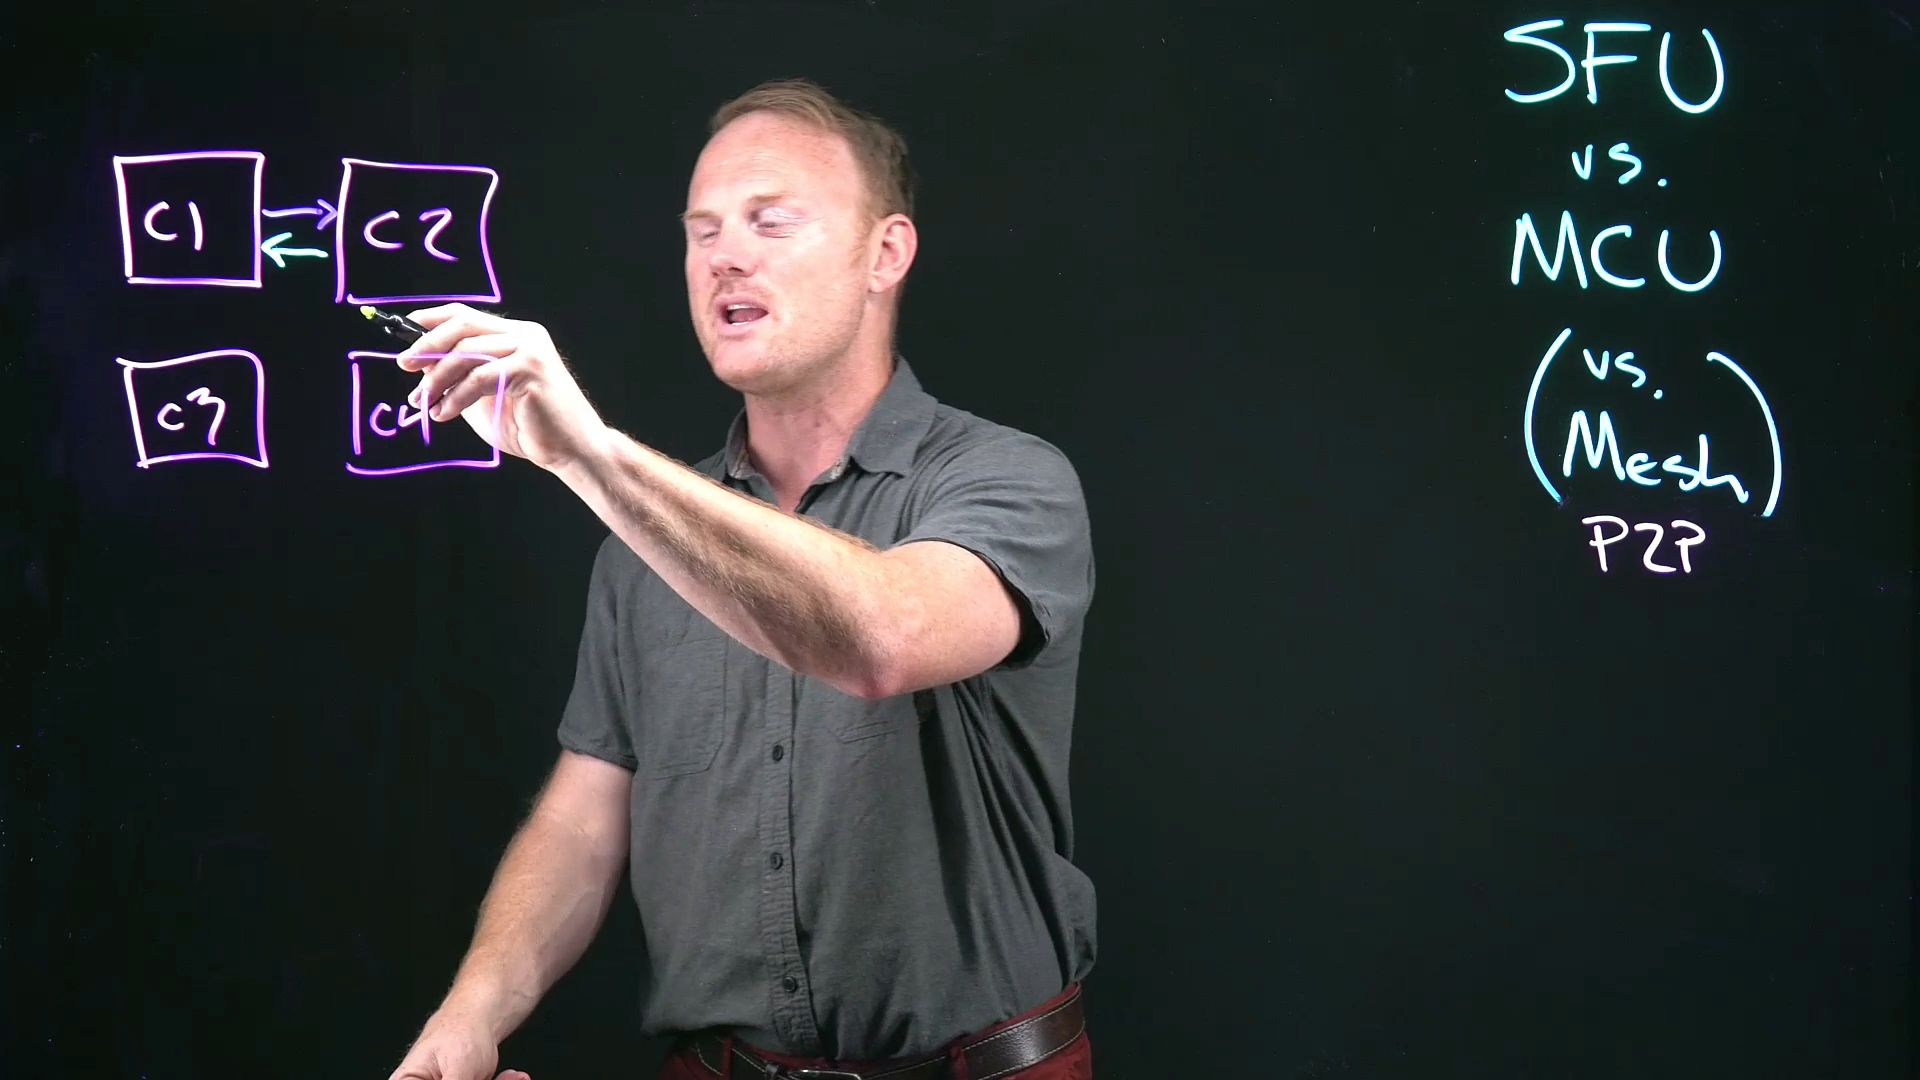 C1
C2
C3
C4
SFU
vs.
MCU
(vs.
Mesh)
P2P